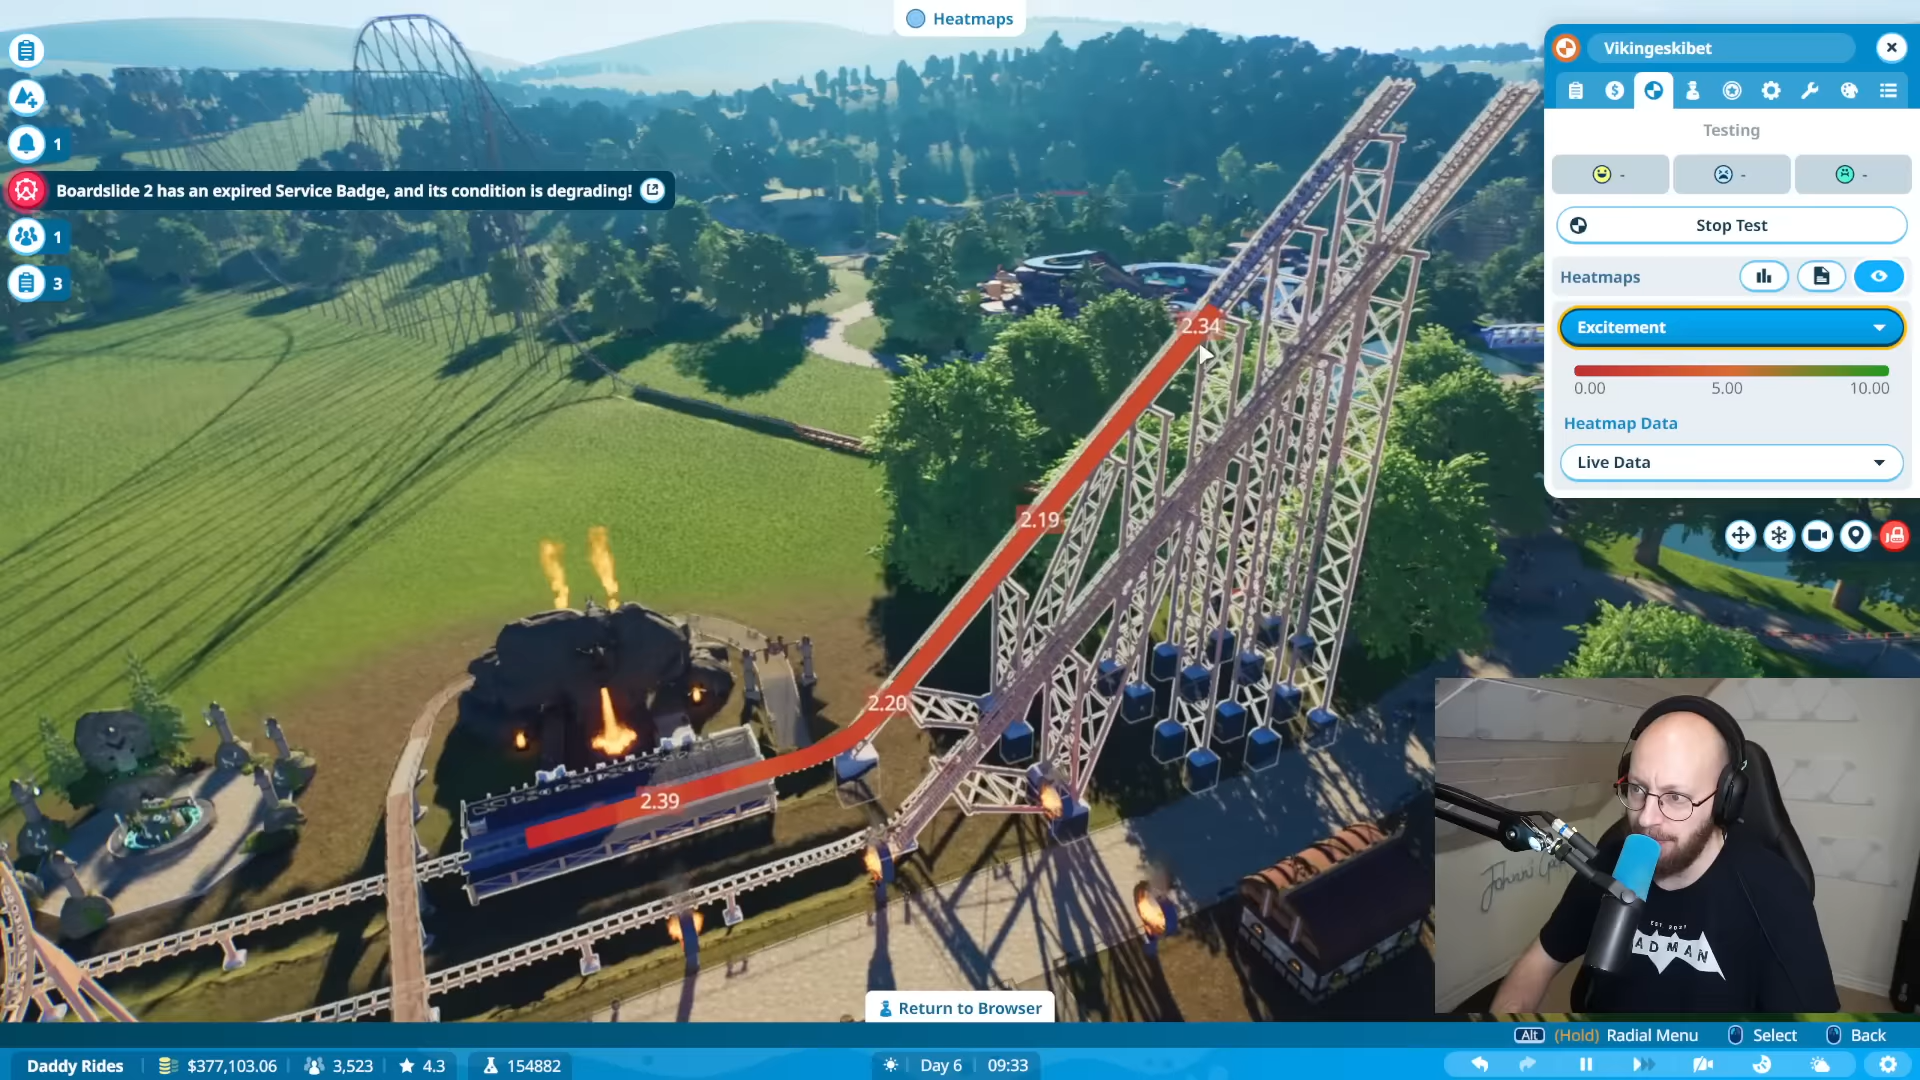 Heatmaps
Vikingeskibet
1
Testing
Boardslide 2 has an expired Service Badge, and its condition is degrading!
-
-
-
Stop Test
1
Heatmaps
3
Excitement
2.34
0.00 5.00 10.00
Heatmap Data
Live Data
2.19
2.20
2.39
EST 2021
ADMAN
Return to Browser
Alt (Hold) Radial Menu Select Back
Daddy Rides $377,103.06 3,523 4.3 154882 Day 6 09:33